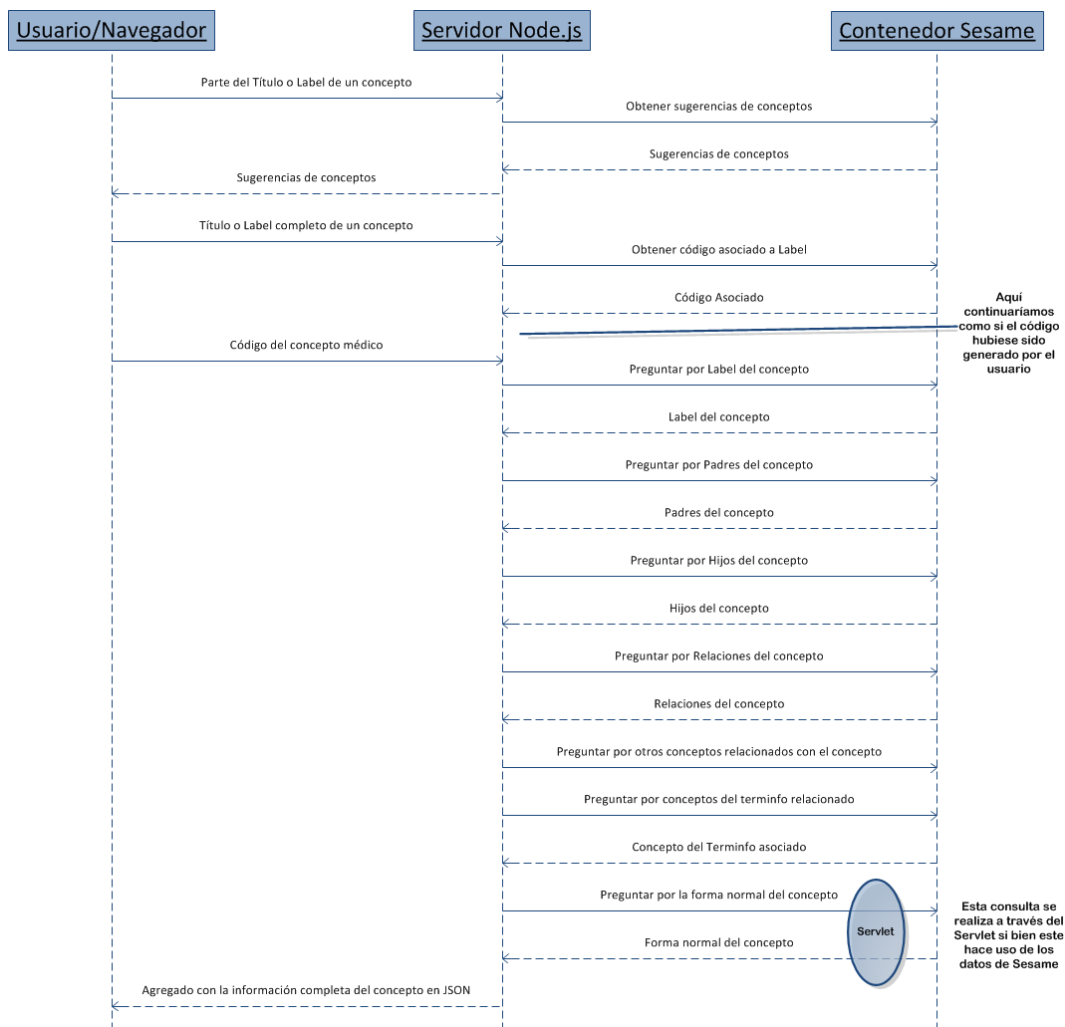 Usuario/Navegador
Servidor Node.js
Contenedor Sesame
Parte del Título o Label de un concepto
Obtener sugerencias de conceptos
Sugerencias de conceptos
Sugerencias de conceptos
Título o Label completo de un concepto
Obtener código asociado a Label
Código Asociado
Aquí
continuaríamos
como si el código
hubiese sido
generado por el
usuario
Código del concepto médico
Preguntar por Label del concepto
Label del concepto
Preguntar por Padres del concepto
Padres del concepto
Preguntar por Hijos del concepto
Hijos del concepto
Preguntar por Relaciones del concepto
Relaciones del concepto
Preguntar por otros conceptos relacionados con el concepto
Preguntar por conceptos del terminfo relacionado
Concepto del Terminfo asociado
Preguntar por la forma normal del concepto
Servlet
Esta consulta se
realiza a través del
Servlet si bien este
hace uso de los
datos de Sesame
Forma normal del concepto
Agregado con la información completa del concepto en JSON